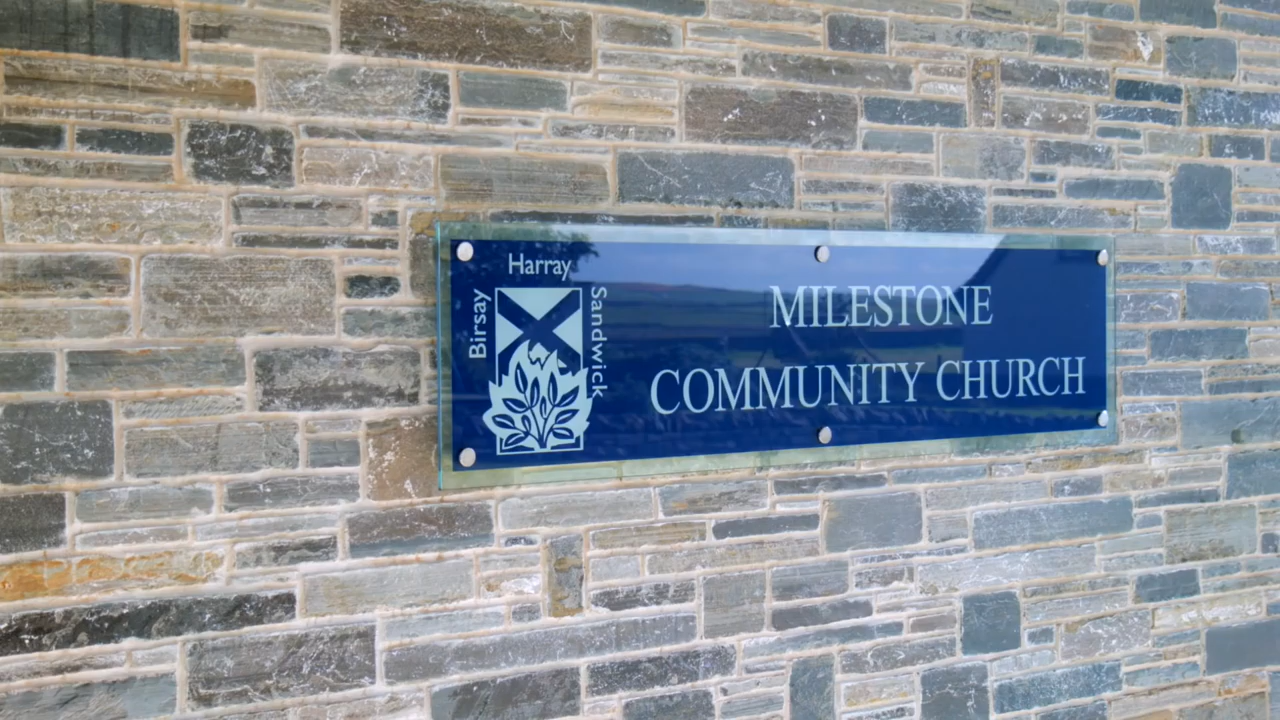 Harray
Birsay
Sandwick
MILESTONE
COMMUNITY CHURCH